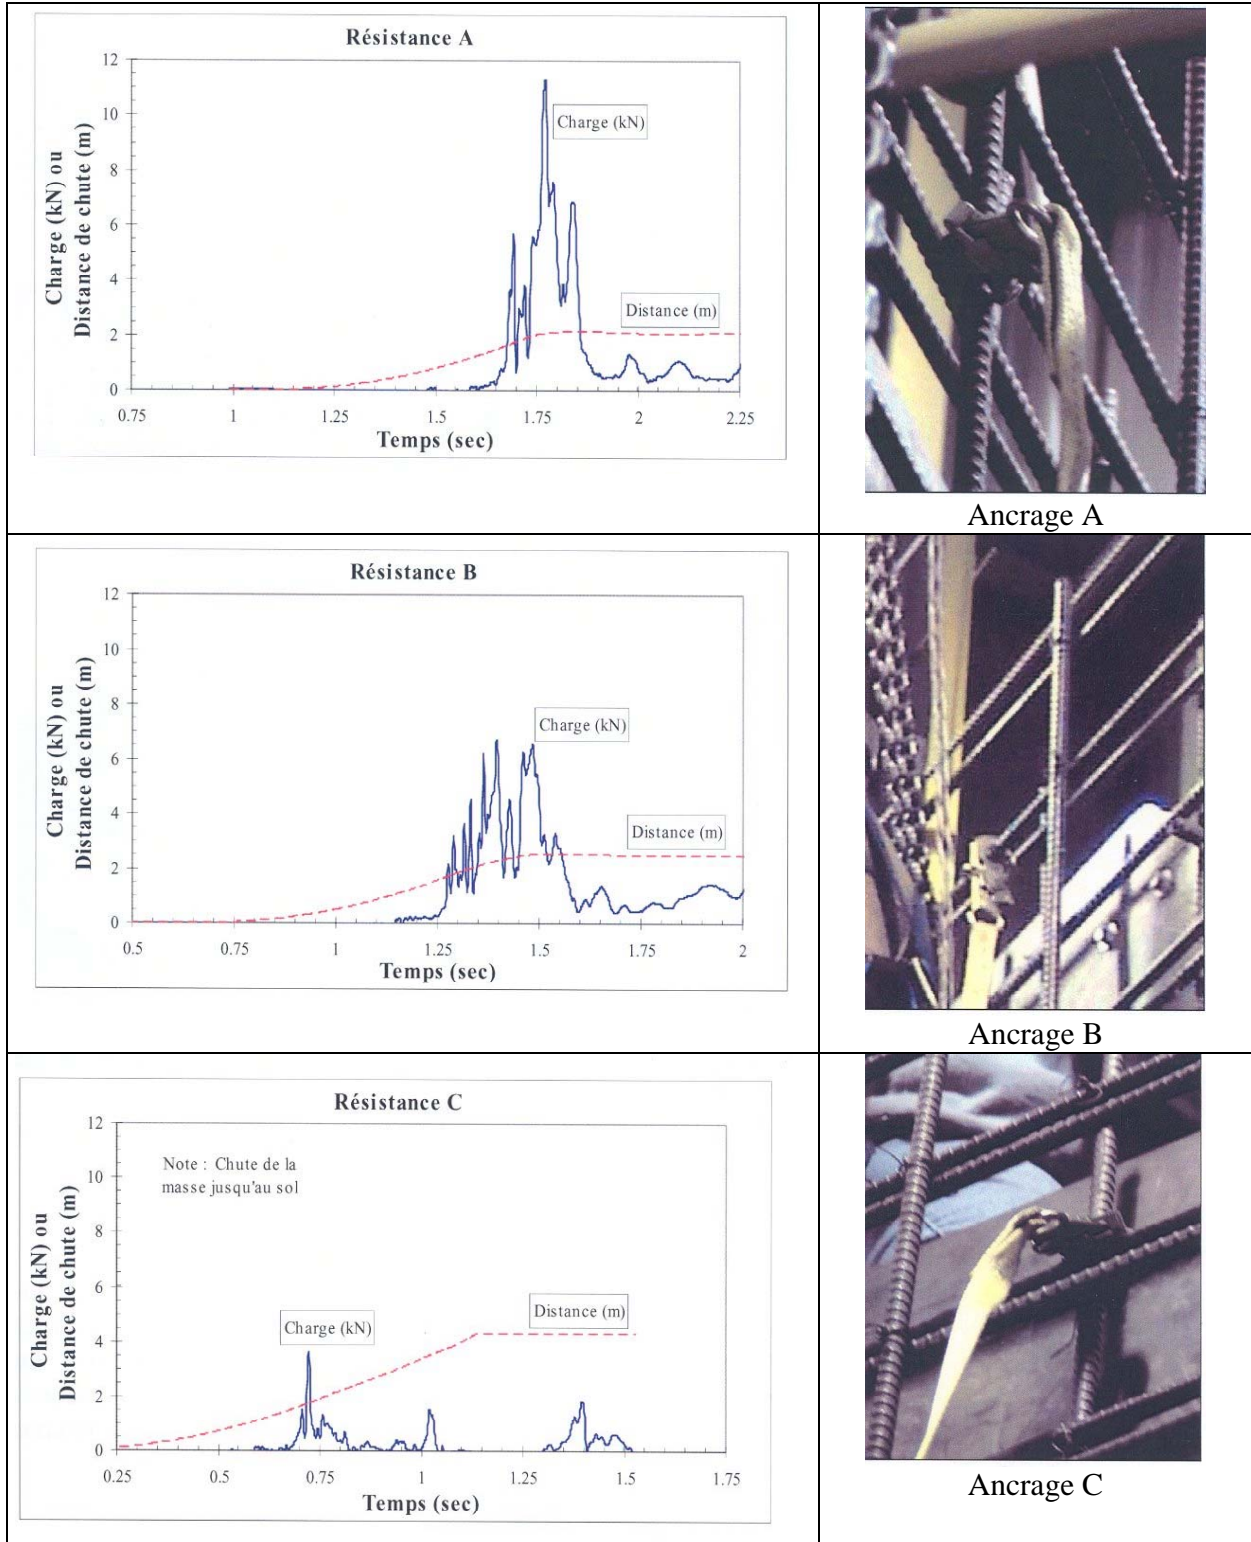 Résistance A
Charge (kN) ou
Distance de chute (m)
12
10
8
6
4
2
0
Charge (kN)
Distance (m)
0.75
1
1.25
1.5
1.75
2
2.25
Temps (sec)
Ancrage A
Résistance B
Charge (kN) ou
Distance de chute (m)
12
10
8
6
4
2
0
Charge (kN)
Distance (m)
0.5
0.75
1
1.25
1.5
1.75
2
Temps (sec)
Ancrage B
Résistance C
Charge (kN) ou
Distance de chute (m)
12
10
8
6
4
2
0
Note : Chute de la
masse jusqu'au sol
Charge (kN)
Distance (m)
0.25
0.5
0.75
1
1.25
1.5
1.75
Temps (sec)
Ancrage C